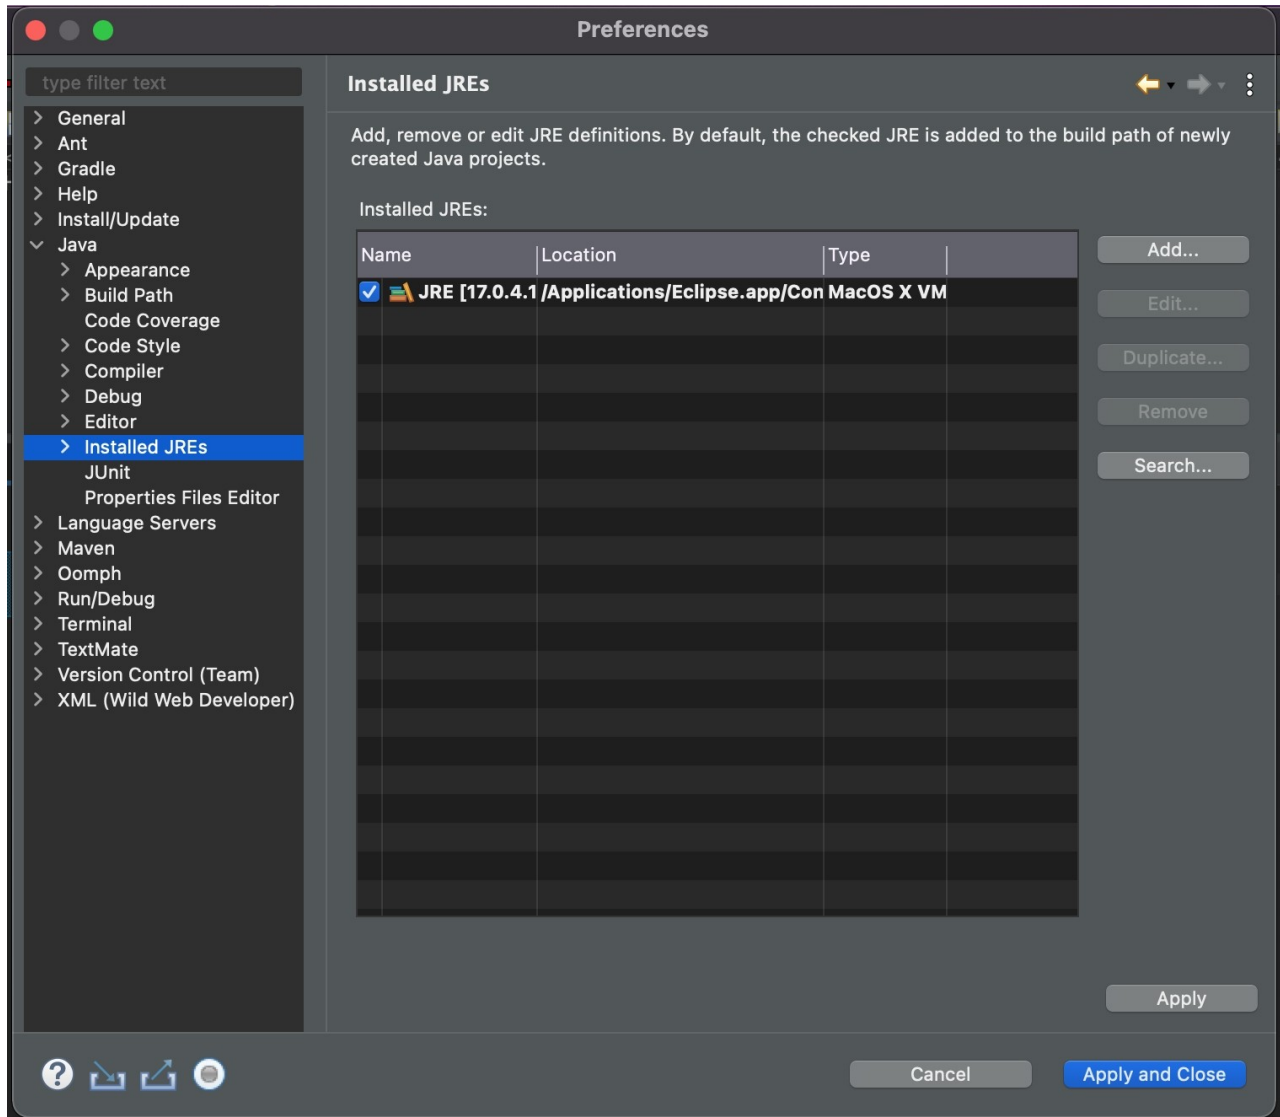 Preferences
type filter text
General
Ant
Gradle
Help
Install/Update
Java
Appearance
Build Path
Code Coverage
Code Style
Compiler
Debug
Editor
Installed JREs
JUnit
Properties Files Editor
Language Servers
Maven
Oomph
Run/Debug
Terminal
TextMate
Version Control (Team)
XML (Wild Web Developer)
Installed JREs
Add, remove or edit JRE definitions. By default, the checked JRE is added to the build path of newly
created Java projects.
Installed JREs:
Name Location Type
JRE [17.0.4.1 /Applications/Eclipse.app/Con MacOS X VM
Add...
Edit...
Duplicate...
Remove
Search...
Apply
?
Cancel Apply and Close